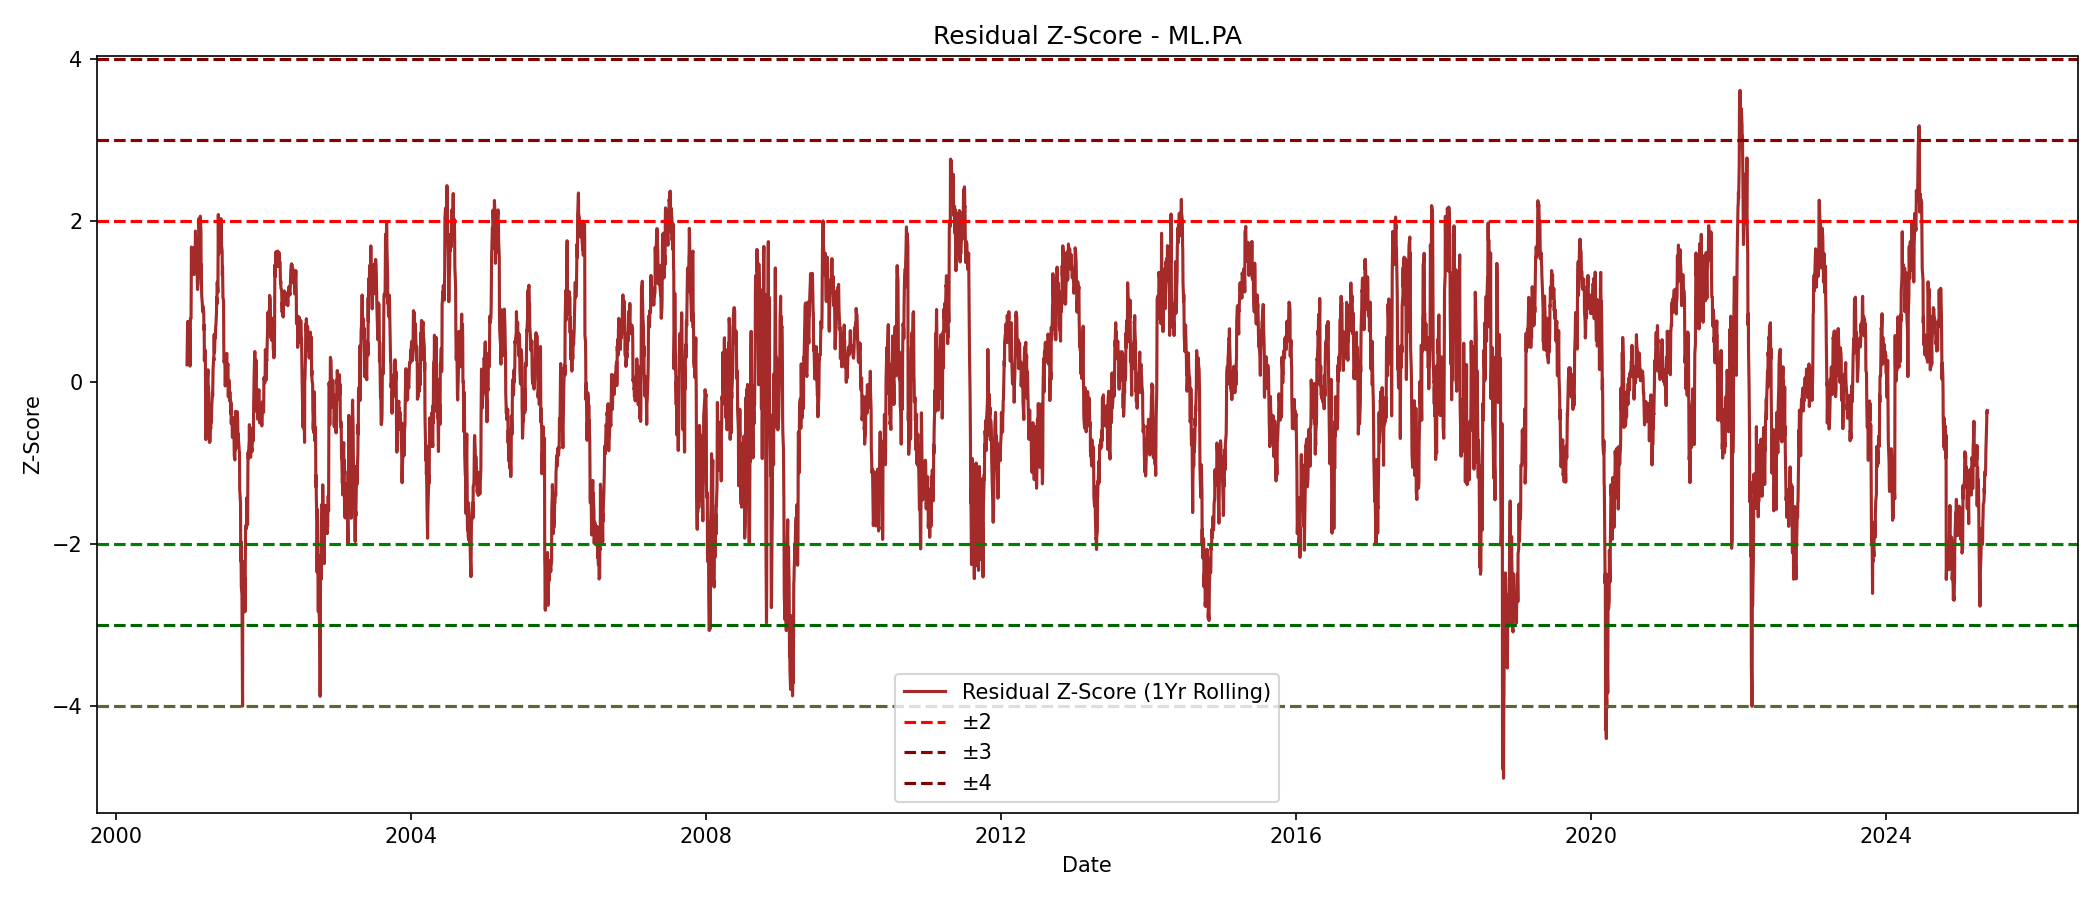 Residual Z-Score - ML.PA
4
3
2
0
−2
−4
Z-Score
Residual Z-Score (1Yr Rolling)
±2
±3
±4
2000 2004 2008 2012 2016 2020 2024
Date